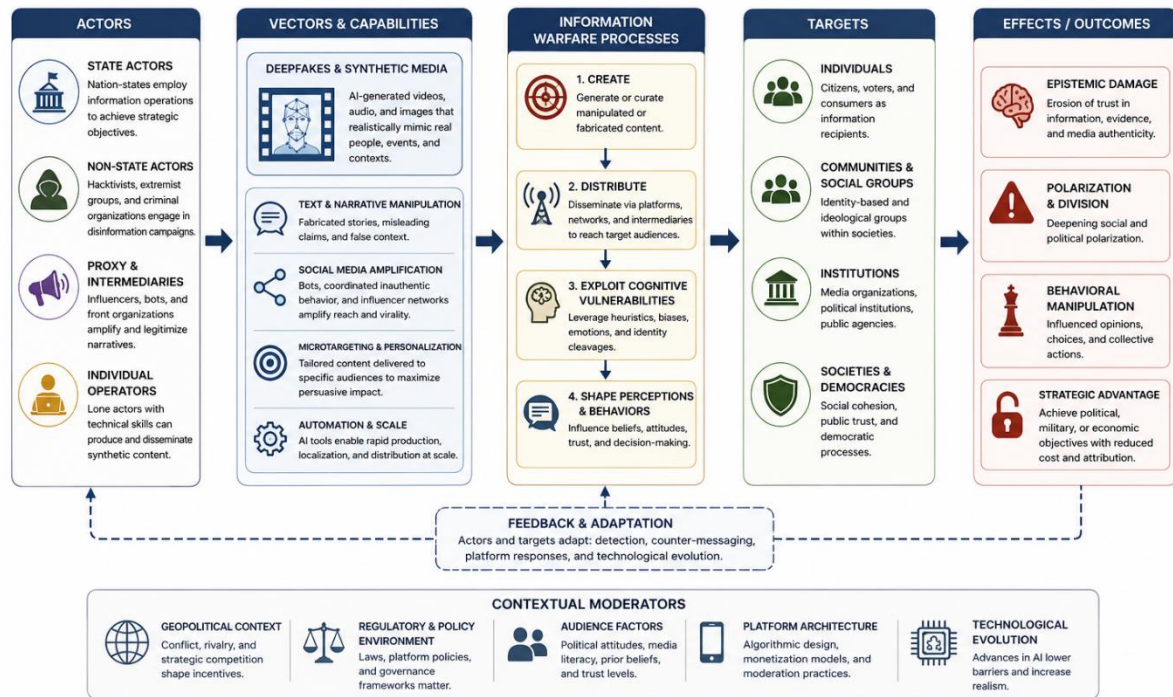 ACTORS
STATE ACTORS
Nation-states employ
information operations
to achieve strategic
objectives.
NON-STATE ACTORS
Hacktivists, extremist
groups, and criminal
organizations engage in
disinformation campaigns.
PROXY &
INTERMEDIARIES
Influencers, bots, and
front organizations
amplify and legitimize
narratives.
INDIVIDUAL
OPERATORS
Lone actors with
technical skills can
produce and disseminate
synthetic content.
VECTORS & CAPABILITIES
DEEPFAKES & SYNTHETIC MEDIA
AI-generated videos,
audio, and images that
realistically mimic real
people, events, and
contexts.
TEXT & NARRATIVE MANIPULATION
Fabricated stories, misleading
claims, and false context.
SOCIAL MEDIA AMPLIFICATION
Bots, coordinated inauthentic
behavior, and influencer networks
amplify reach and virality.
MICROTARGETING & PERSONALIZATION
Tailored content delivered to
specific audiences to maximize
persuasive impact.
AUTOMATION & SCALE
AI tools enable rapid production,
localization, and distribution at scale.
INFORMATION
WARFARE PROCESSES
1. CREATE
Generate or curate
manipulated or
fabricated content.
2. DISTRIBUTE
Disseminate via platforms,
networks, and intermediaries
to reach target audiences.
3. EXPLOIT COGNITIVE
VULNERABILITIES
Leverage heuristics, biases,
emotions, and identity
cleavages.
4. SHAPE PERCEPTIONS
& BEHAVIORS
Influence beliefs, attitudes,
trust, and decision-making.
TARGETS
INDIVIDUALS
Citizens, voters, and
consumers as
information
recipients.
COMMUNITIES &
SOCIAL GROUPS
Identity-based and
ideological groups
within societies.
INSTITUTIONS
Media organizations,
political institutions,
public agencies.
SOCIETIES &
DEMOCRACIES
Social cohesion,
public trust, and
democratic
processes.
EFFECTS / OUTCOMES
EPISTEMIC DAMAGE
Erosion of trust in
information, evidence,
and media authenticity.
POLARIZATION
& DIVISION
Deepening social and
political polarization.
BEHAVIORAL
MANIPULATION
Influenced opinions,
choices, and collective
actions.
STRATEGIC ADVANTAGE
Achieve political,
military, or economic
objectives with reduced
cost and attribution.
FEEDBACK & ADAPTATION
Actors and targets adapt: detection, counter-messaging,
platform responses, and technological evolution.
CONTEXTUAL MODERATORS
GEOPOLITICAL CONTEXT
Conflict, rivalry, and
strategic competition
shape incentives.
REGULATORY & POLICY
ENVIRONMENT
Laws, platform policies, and
governance frameworks matter.
AUDIENCE FACTORS
Political attitudes, media
literacy, prior beliefs,
and trust levels.
PLATFORM ARCHITECTURE
Algorithmic design,
monetization models, and
moderation practices.
TECHNOLOGICAL
EVOLUTION
Advances in AI lower
barriers and increase
realism.